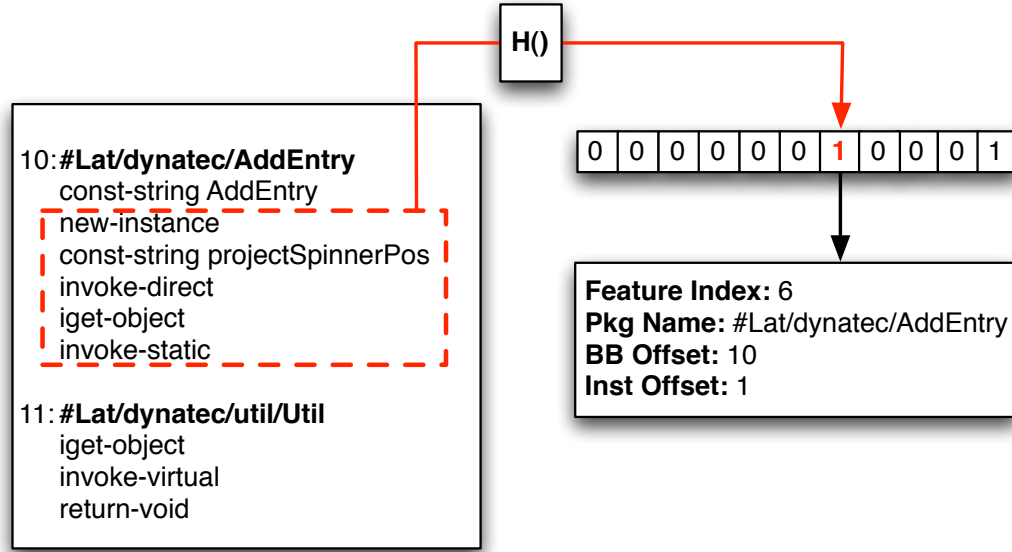 H()
10: #Lat/dynatec/AddEntry
const-string AddEntry
new-instance
const-string projectSpinnerPos
invoke-direct
iget-object
invoke-static
11: #Lat/dynatec/util/Util
iget-object
invoke-virtual
return-void
0 0 0 0 0 0 1 0 0 0 1
Feature Index: 6
Pkg Name: #Lat/dynatec/AddEntry
BB Offset: 10
Inst Offset: 1